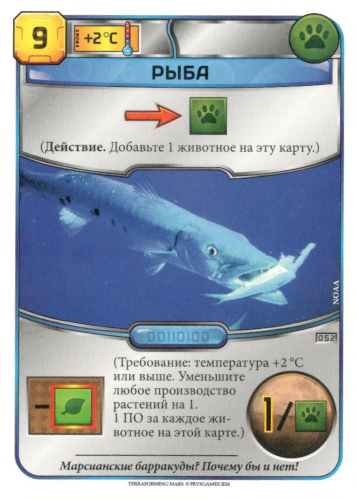 9
+2 °C
РЫБА
(Действие. Добавьте 1 животное на эту карту.)
NOAA
00110100
052
(Требование: температура +2 °C
или выше. Уменьшите
любое производство
растений на 1.
1 ПО за каждое жи-
вотное на этой карте.)
-
1/
Марсианские барракуды? Почему бы и нет!
TERRAFORMING MARS © FRYXGAMES 2016